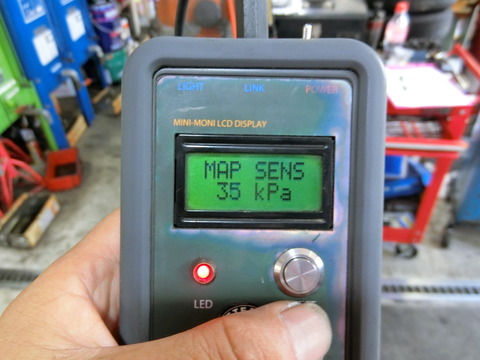 LIGHT LINK POWER
MINI-MONI LCD DISPLAY
MAP SENS
35 kPa
LED